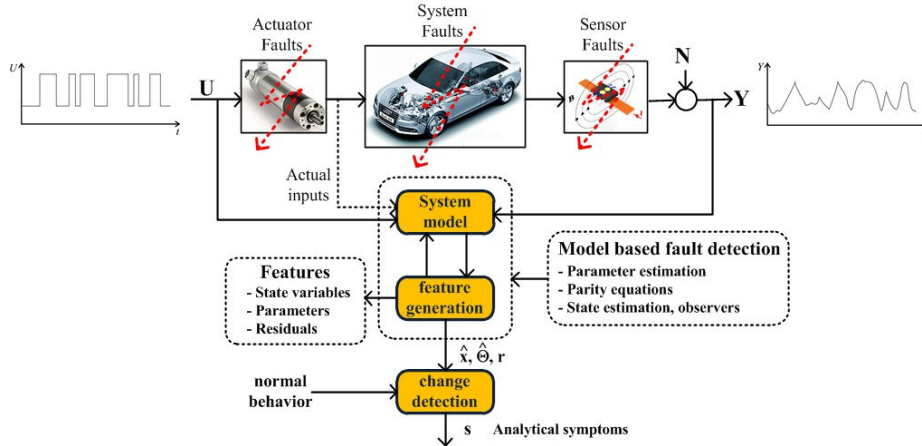 Actuator
Faults
System
Faults
Sensor
Faults
U
t
U
N
Y
Y
Actual
inputs
System
model
feature
generation
Features
- State variables
- Parameters
- Residuals
Model based fault detection
- Parameter estimation
- Parity equations
- State estimation, observers
x̂, Θ̂, r
normal
behavior
change
detection
s Analytical symptoms